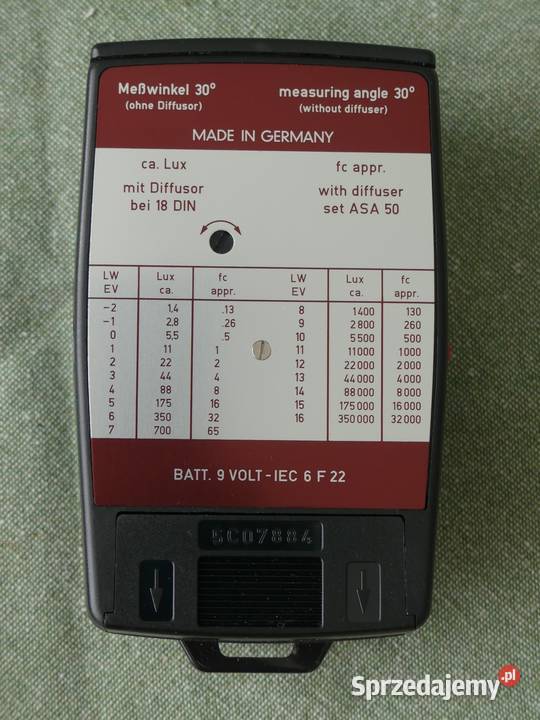 Meßwinkel 30° measuring angle 30°
(ohne Diffusor) (without diffuser)
MADE IN GERMANY
ca. Lux fc appr.
mit Diffusor with diffuser
bei 18 DIN set ASA 50
LW Lux fc LW Lux fc
EV ca. appr. EV ca. appr.
−2 1,4 .13 8 1400 130
−1 2,8 .26 9 2800 260
0 5,5 .5 10 5500 500
1 11 1 11 11000 1000
2 22 2 12 22000 2000
3 44 4 13 44000 4000
4 88 8 14 88000 8000
5 175 16 15 175000 16000
6 350 32 16 350000 32000
7 700 65
BATT. 9 VOLT - IEC 6 F 22
5C07884
Sprzedajemy.pl